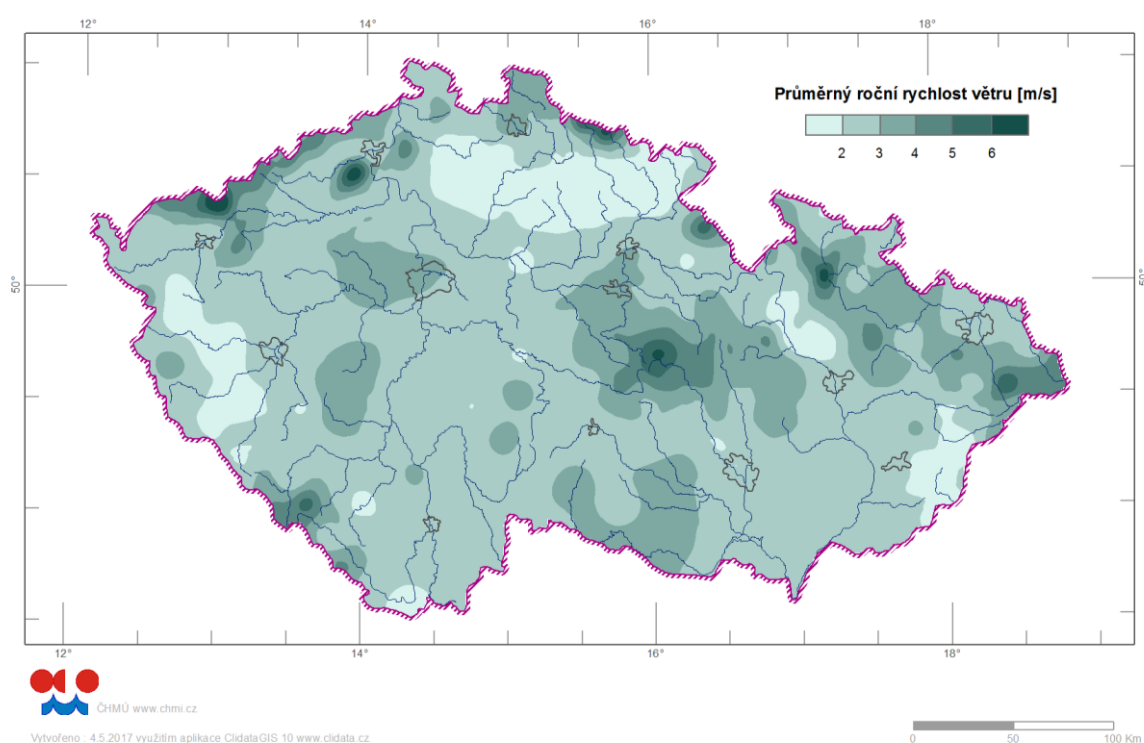 12° 14° 16° 18°
Průměrný roční rychlost větru [m/s]
2 3 4 5 6
50° 50°
12° 14° 16° 18°
ČHMÚ www.chmi.cz
Vytvořeno : 4.5.2017 využitím aplikace ClidataGIS 10 www.clidata.cz
0 50 100 Km